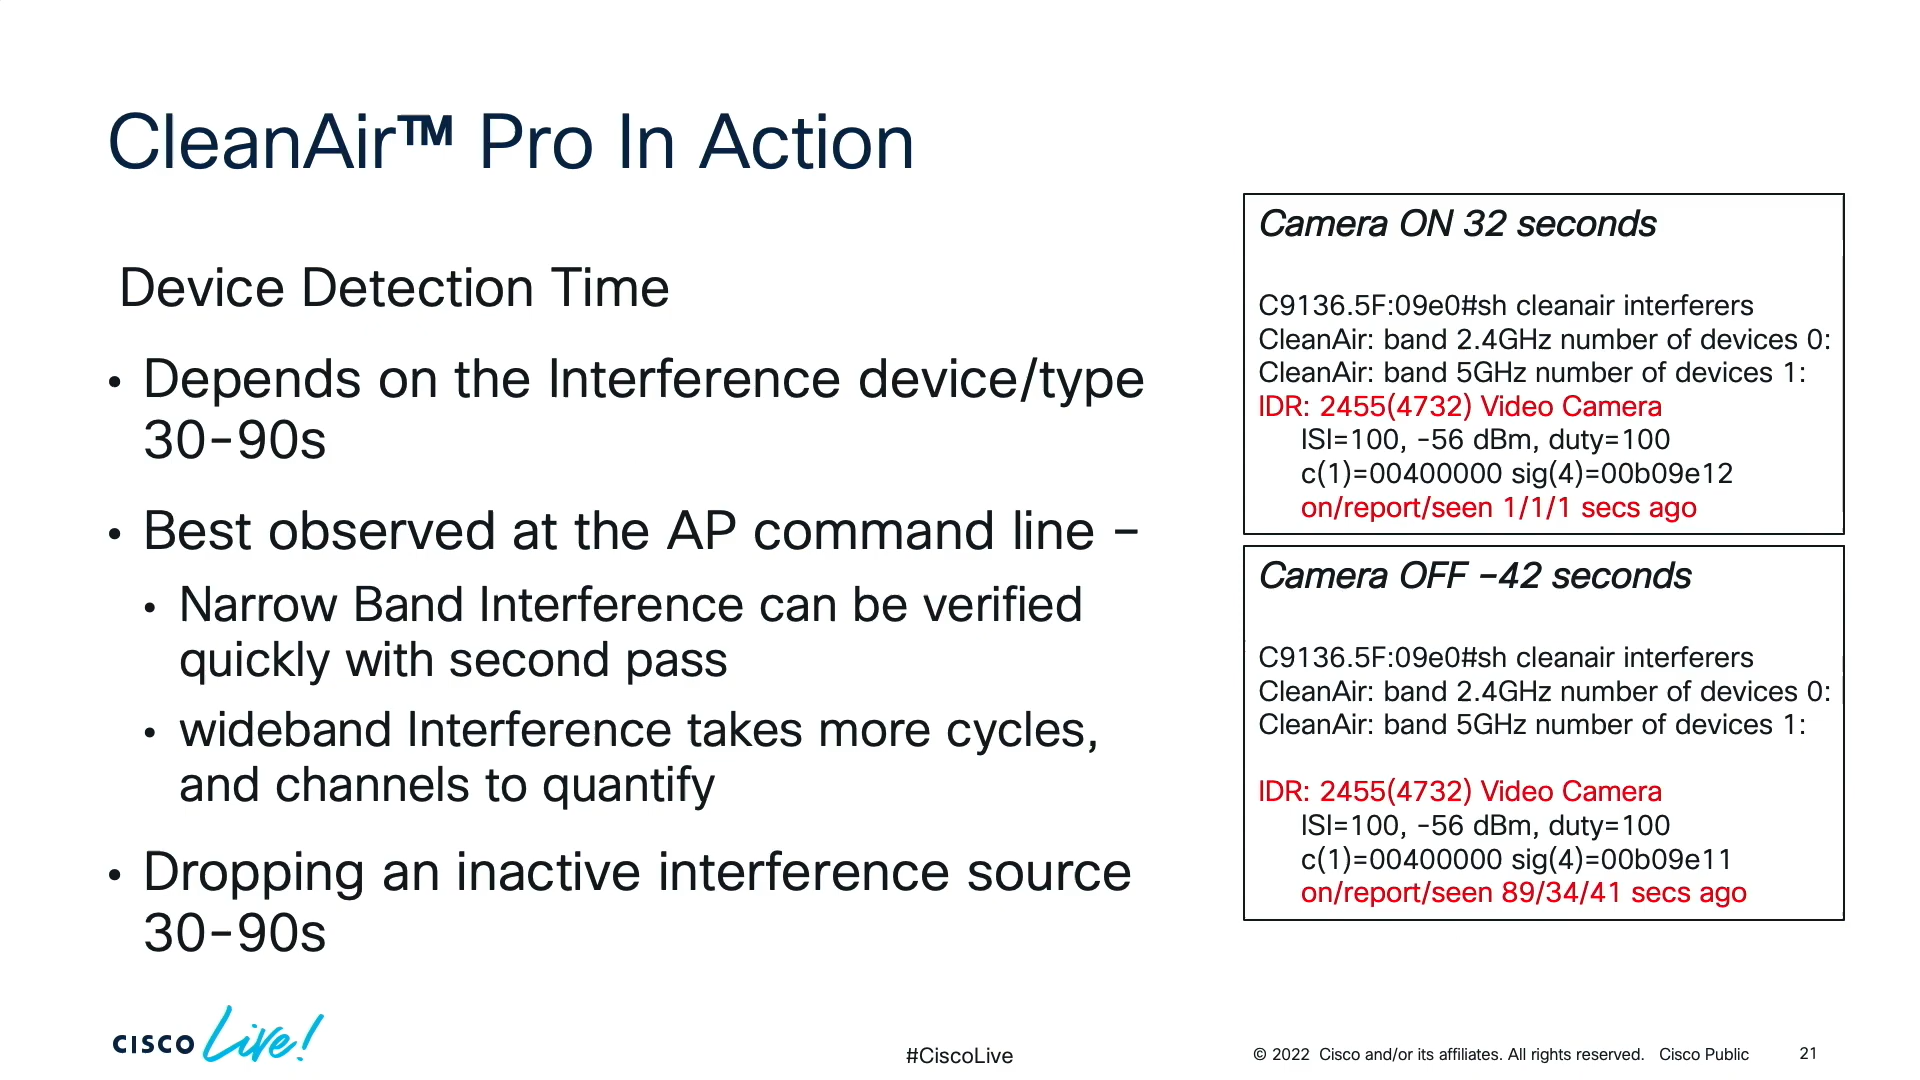 CleanAir™ Pro In Action
Device Detection Time
• Depends on the Interference device/type
30-90s
• Best observed at the AP command line –
• Narrow Band Interference can be verified
quickly with second pass
• wideband Interference takes more cycles,
and channels to quantify
• Dropping an inactive interference source
30-90s
Camera ON 32 seconds
C9136.5F:09e0#sh cleanair interferers
CleanAir: band 2.4GHz number of devices 0:
CleanAir: band 5GHz number of devices 1:
IDR: 2455(4732) Video Camera
ISI=100, -56 dBm, duty=100
c(1)=00400000 sig(4)=00b09e12
on/report/seen 1/1/1 secs ago
Camera OFF –42 seconds
C9136.5F:09e0#sh cleanair interferers
CleanAir: band 2.4GHz number of devices 0:
CleanAir: band 5GHz number of devices 1:
IDR: 2455(4732) Video Camera
ISI=100, -56 dBm, duty=100
c(1)=00400000 sig(4)=00b09e11
on/report/seen 89/34/41 secs ago
CISCO Live!
#CiscoLive
© 2022 Cisco and/or its affiliates. All rights reserved. Cisco Public
21